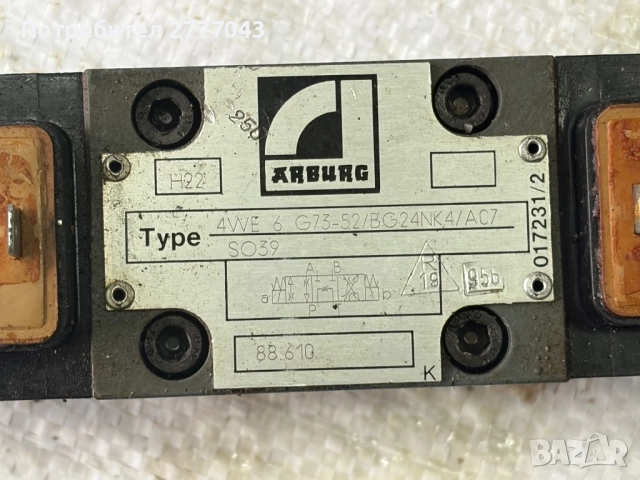 Потребител 2777043
250
ARBURG
H22
Type 4WE 6 G73-52/BG24NK4/A07
SO39
017231/2
A B
a b
P
19
95b
88.610
K
BAZAR